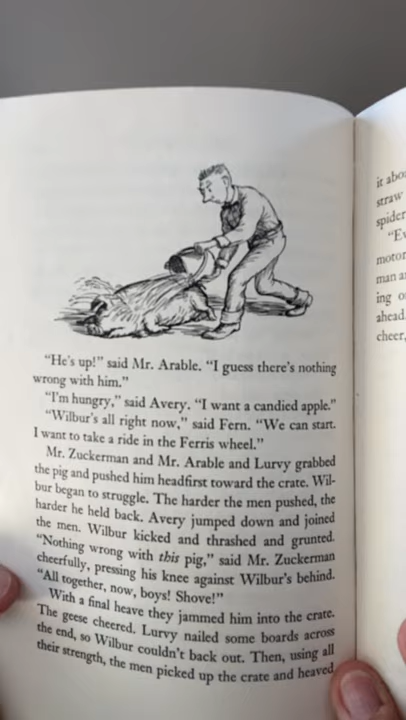 "He's up!" said Mr. Arable. "I guess there's nothing
wrong with him."
"I'm hungry," said Avery. "I want a candied apple."
"Wilbur's all right now," said Fern. "We can start.
I want to take a ride in the Ferris wheel."
Mr. Zuckerman and Mr. Arable and Lurvy grabbed
the pig and pushed him headfirst toward the crate. Wil-
bur began to struggle. The harder the men pushed, the
harder he held back. Avery jumped down and joined
the men. Wilbur kicked and thrashed and grunted.
"Nothing wrong with this pig," said Mr. Zuckerman
cheerfully, pressing his knee against Wilbur's behind.
"All together, now, boys! Shove!"
With a final heave they jammed him into the crate.
The geese cheered. Lurvy nailed some boards across
the end, so Wilbur couldn't back out. Then, using all
their strength, the men picked up the crate and heaved
it abo
straw
spider
"Ev
motor
man a
ing o
ahead
cheer,